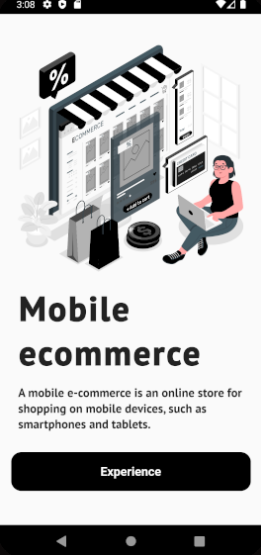 3:08
%
ECOMMERCE
Mobile
ecommerce
A mobile e-commerce is an online store for
shopping on mobile devices, such as
smartphones and tablets.
Experience